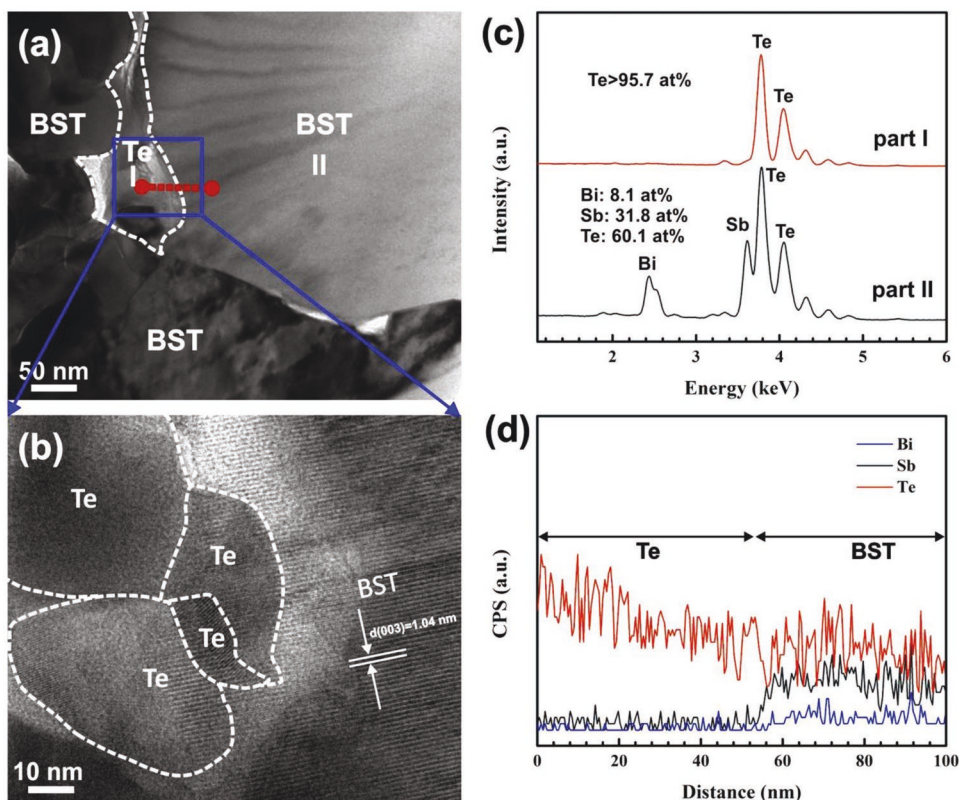 (a)
BST
BST
II
Te
I
BST
50 nm
(b)
Te
Te
Te
Te
BST
d(003)=1.04 nm
10 nm
(c)
Te
Te>95.7 at%
Te
part I
Bi: 8.1 at%
Sb: 31.8 at%
Te: 60.1 at%
Te
Sb
Te
Bi
part II
Intensity (a.u.)
2 3 4 5 6
Energy (keV)
(d)
Bi
Sb
Te
Te
BST
CPS (a.u.)
0 20 40 60 80 100
Distance (nm)